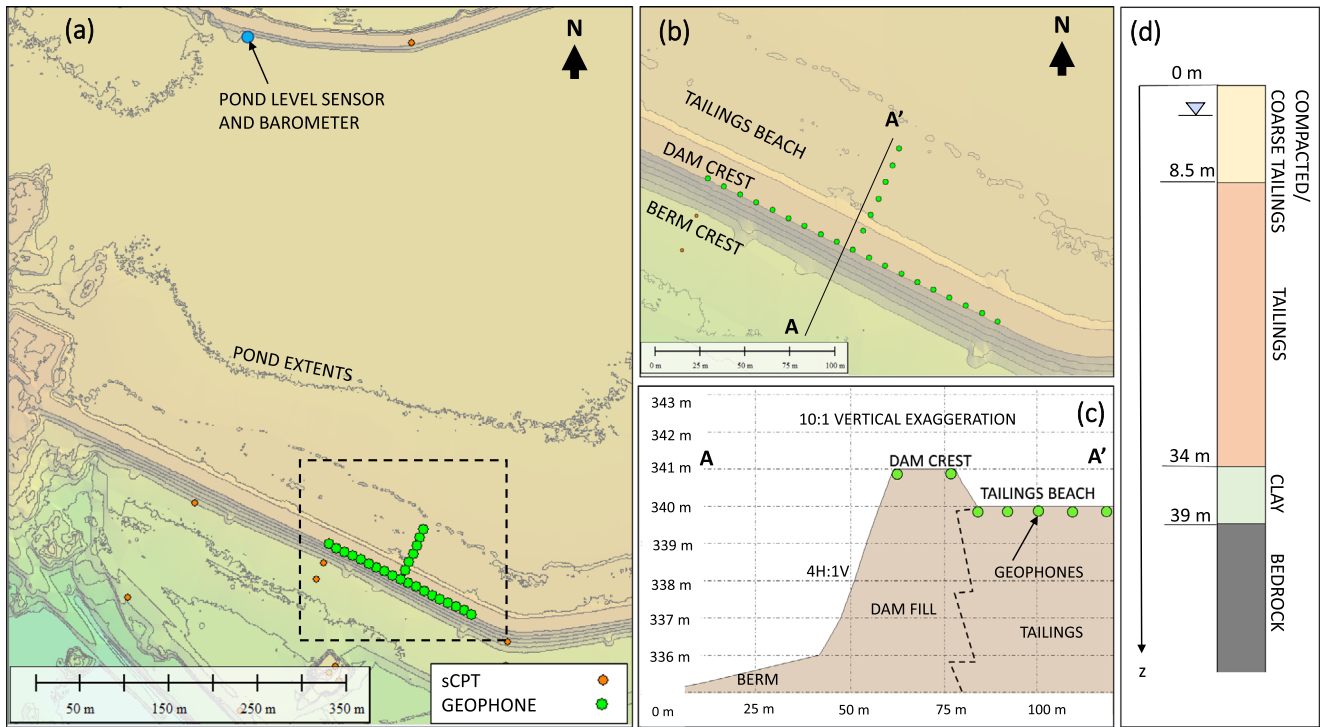 (a)
N
POND LEVEL SENSOR
AND BAROMETER
POND EXTENTS
50 m
150 m
250 m
350 m
sCPT
GEOPHONE
(b)
N
TAILINGS BEACH
A'
DAM CREST
BERM CREST
A
0 m
25 m
50 m
75 m
100 m
(c)
343 m
10:1 VERTICAL EXAGGERATION
342 m
A
DAM CREST
A'
341 m
TAILINGS BEACH
340 m
339 m
GEOPHONES
4H:1V
338 m
DAM FILL
337 m
TAILINGS
336 m
BERM
0 m
25 m
50 m
75 m
100 m
(d)
0 m
COMPACTED/
COARSE TAILINGS
8.5 m
TAILINGS
34 m
CLAY
39 m
BEDROCK
z